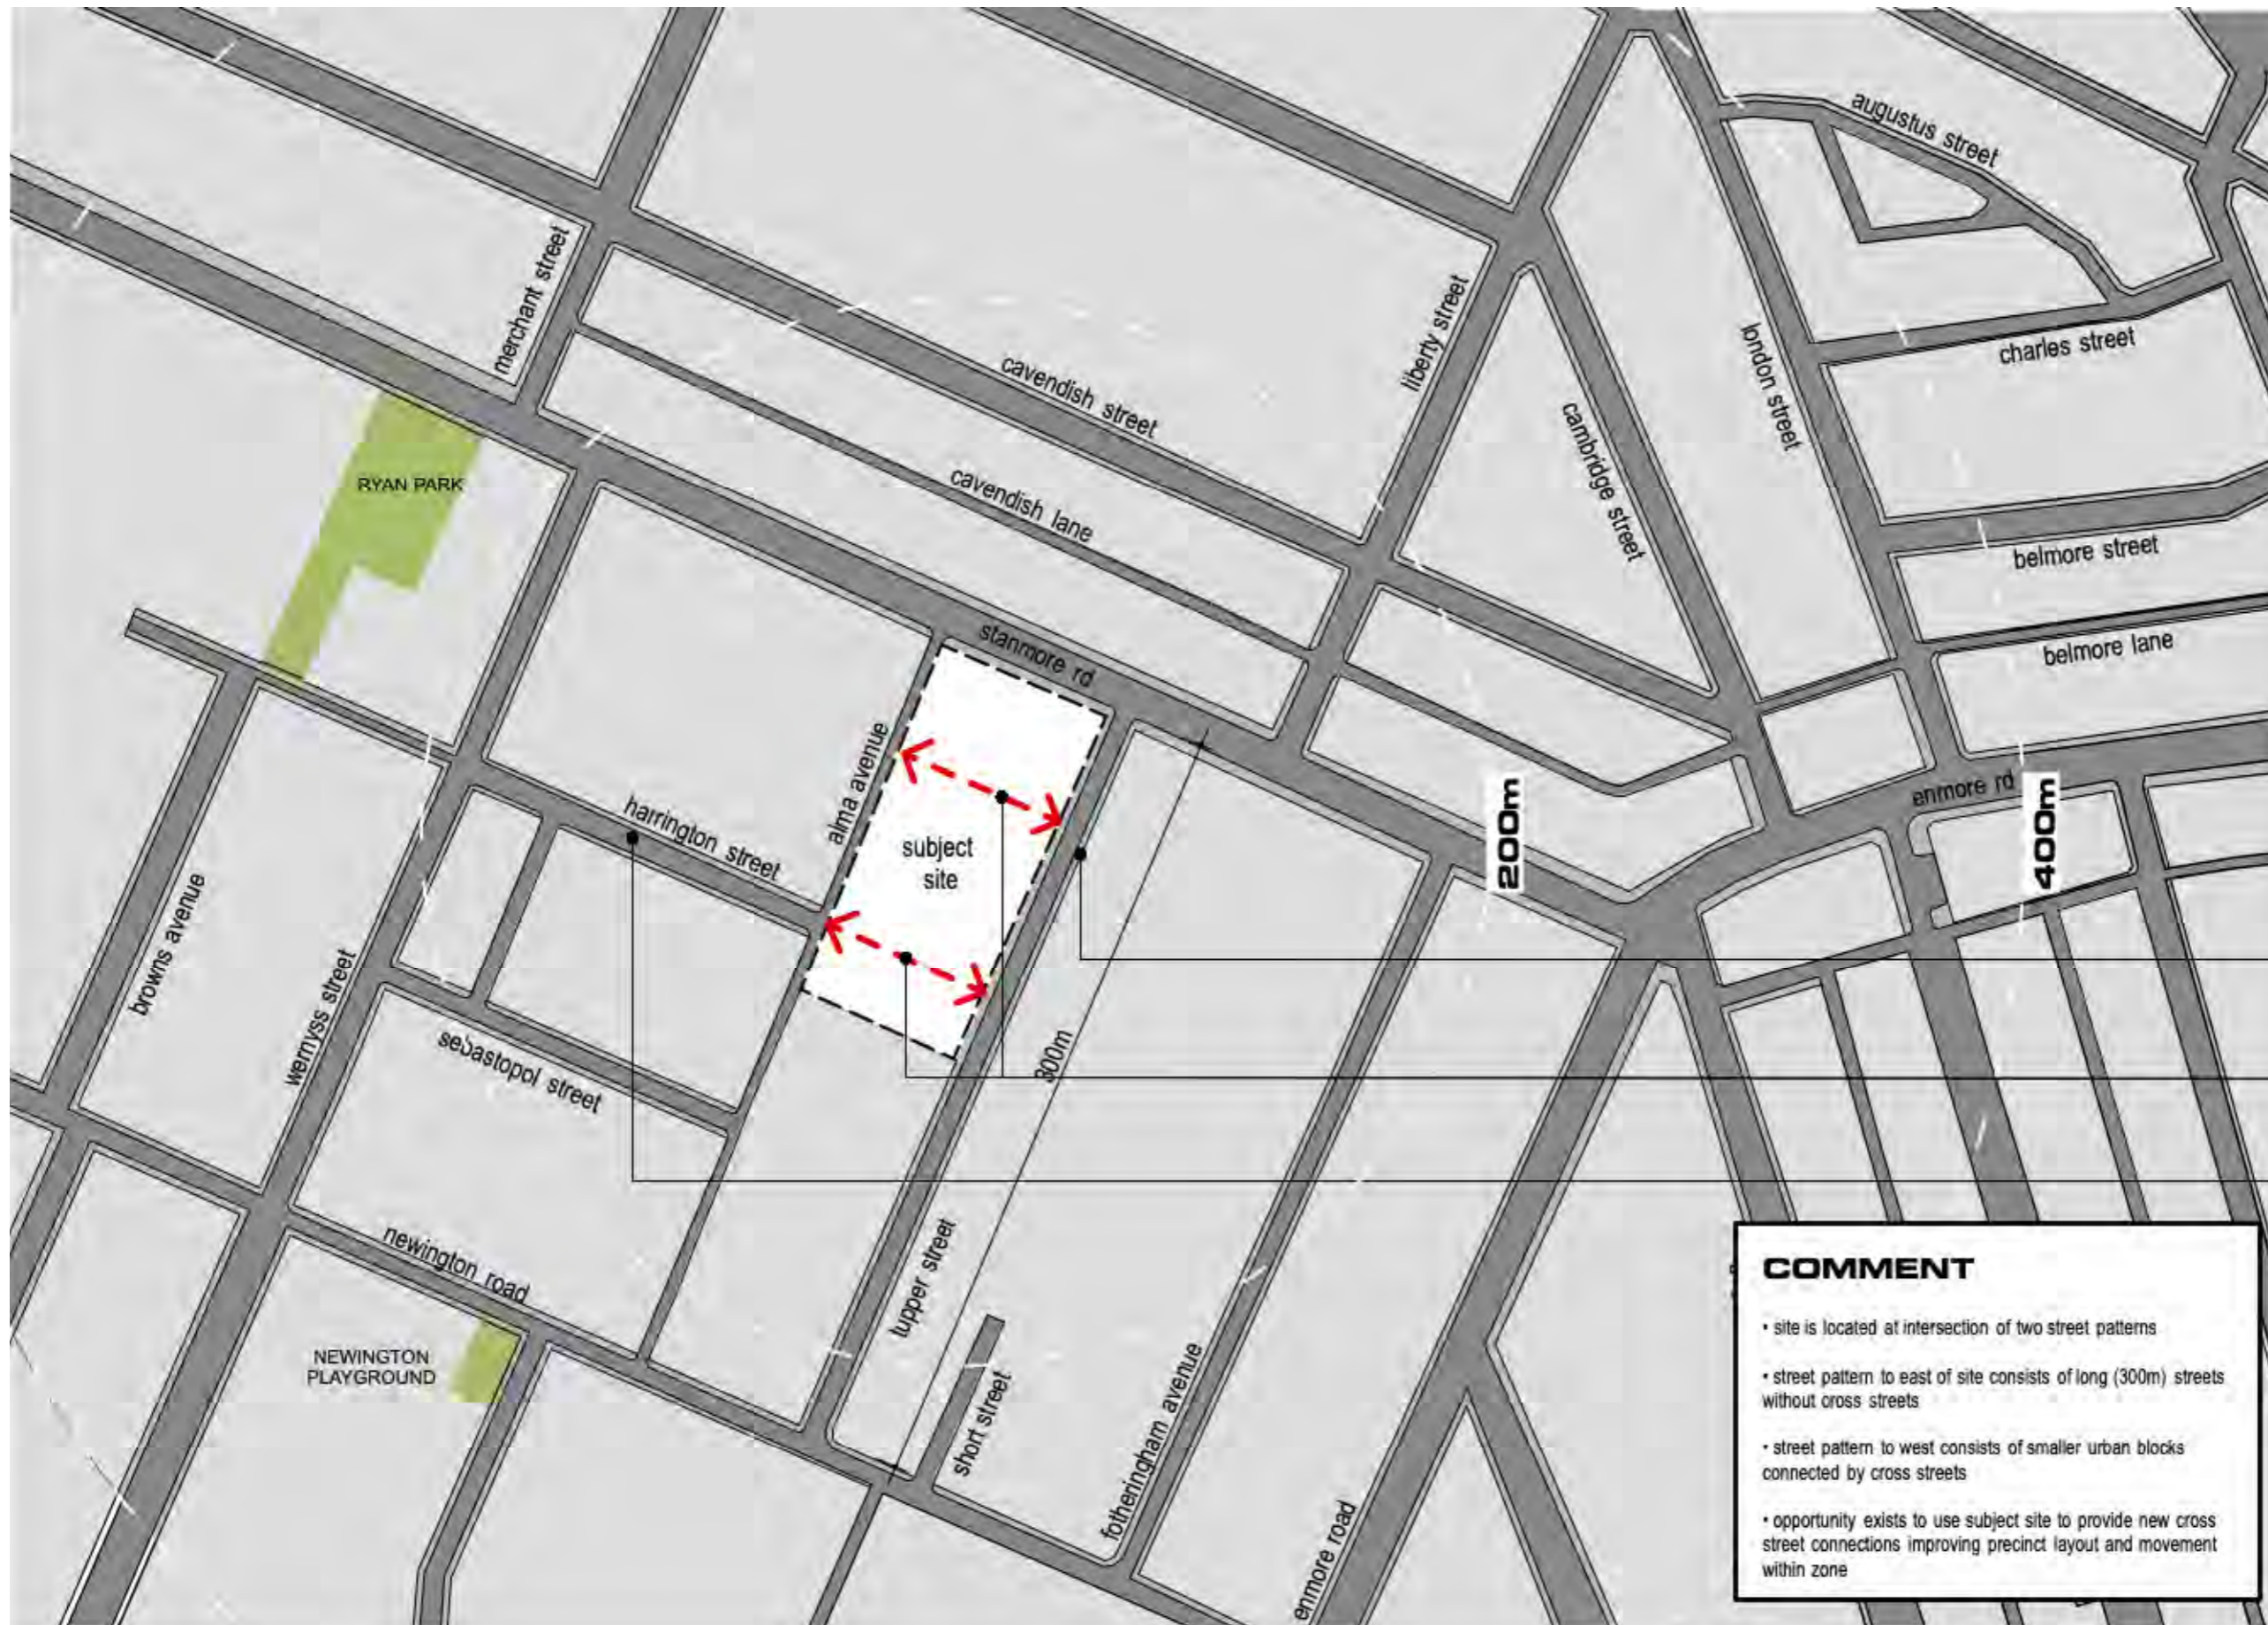 augustus street
merchant street
liberty street
london street
charles street
cavendish street
cambridge street
RYAN PARK
cavendish lane
belmore street
belmore lane
stanmore rd
alma avenue
harrington street
subject
site
200m
enmore rd
400m
browns avenue
wernyss street
sebastopol street
300m
newington road
tupper street
NEWINGTON
PLAYGROUND
short street
fotheringham avenue
enmore road
COMMENT
• site is located at intersection of two street patterns
• street pattern to east of site consists of long (300m) streets
without cross streets
• street pattern to west consists of smaller urban blocks
connected by cross streets
• opportunity exists to use subject site to provide new cross
street connections improving precinct layout and movement
within zone